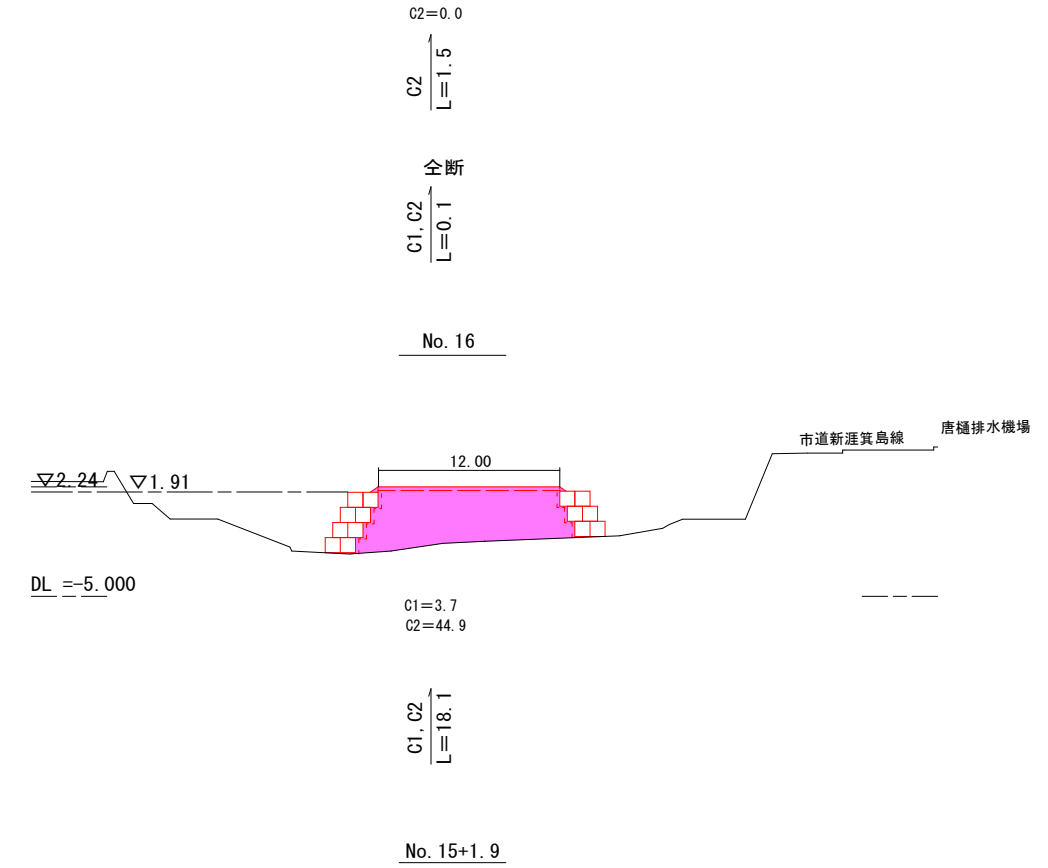 C2=0.0
C2
L=1.5
仝断
C1,C2
L=0.1
No.16
唐樋排水機場
市道新涯箕島線
12.00
▽2.24
▽1.91
DL =-5.000
C1=3.7
C2=44.9
C1,C2
L=18.1
No.15+1.9